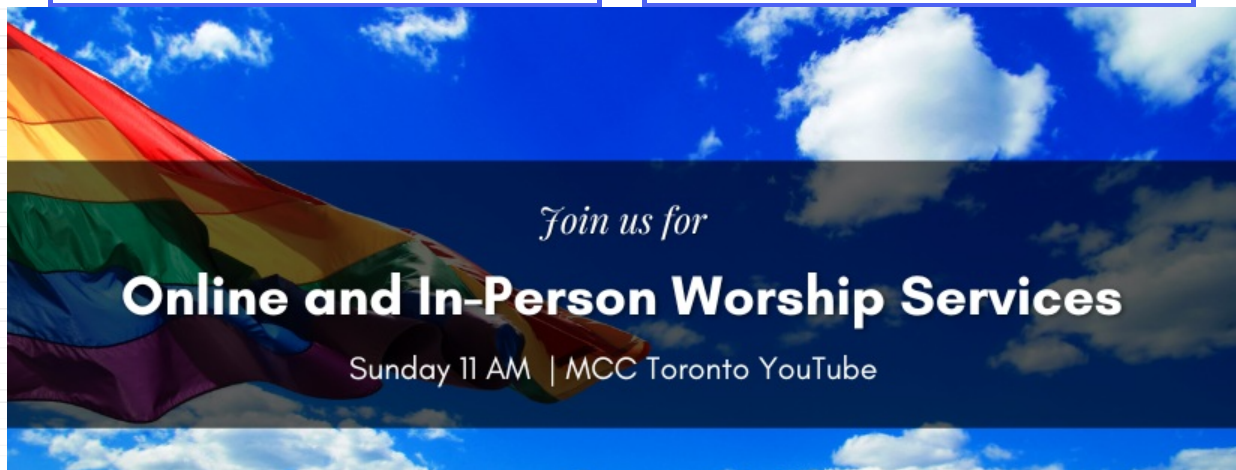 Join us for
Online and In-Person Worship Services
Sunday 11 AM | MCC Toronto YouTube